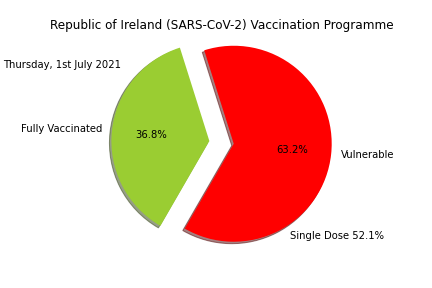 Republic of Ireland (SARS-CoV-2) Vaccination Programme
Thursday, 1st July 2021
Fully Vaccinated
36.8%
63.2%
Vulnerable
Single Dose 52.1%